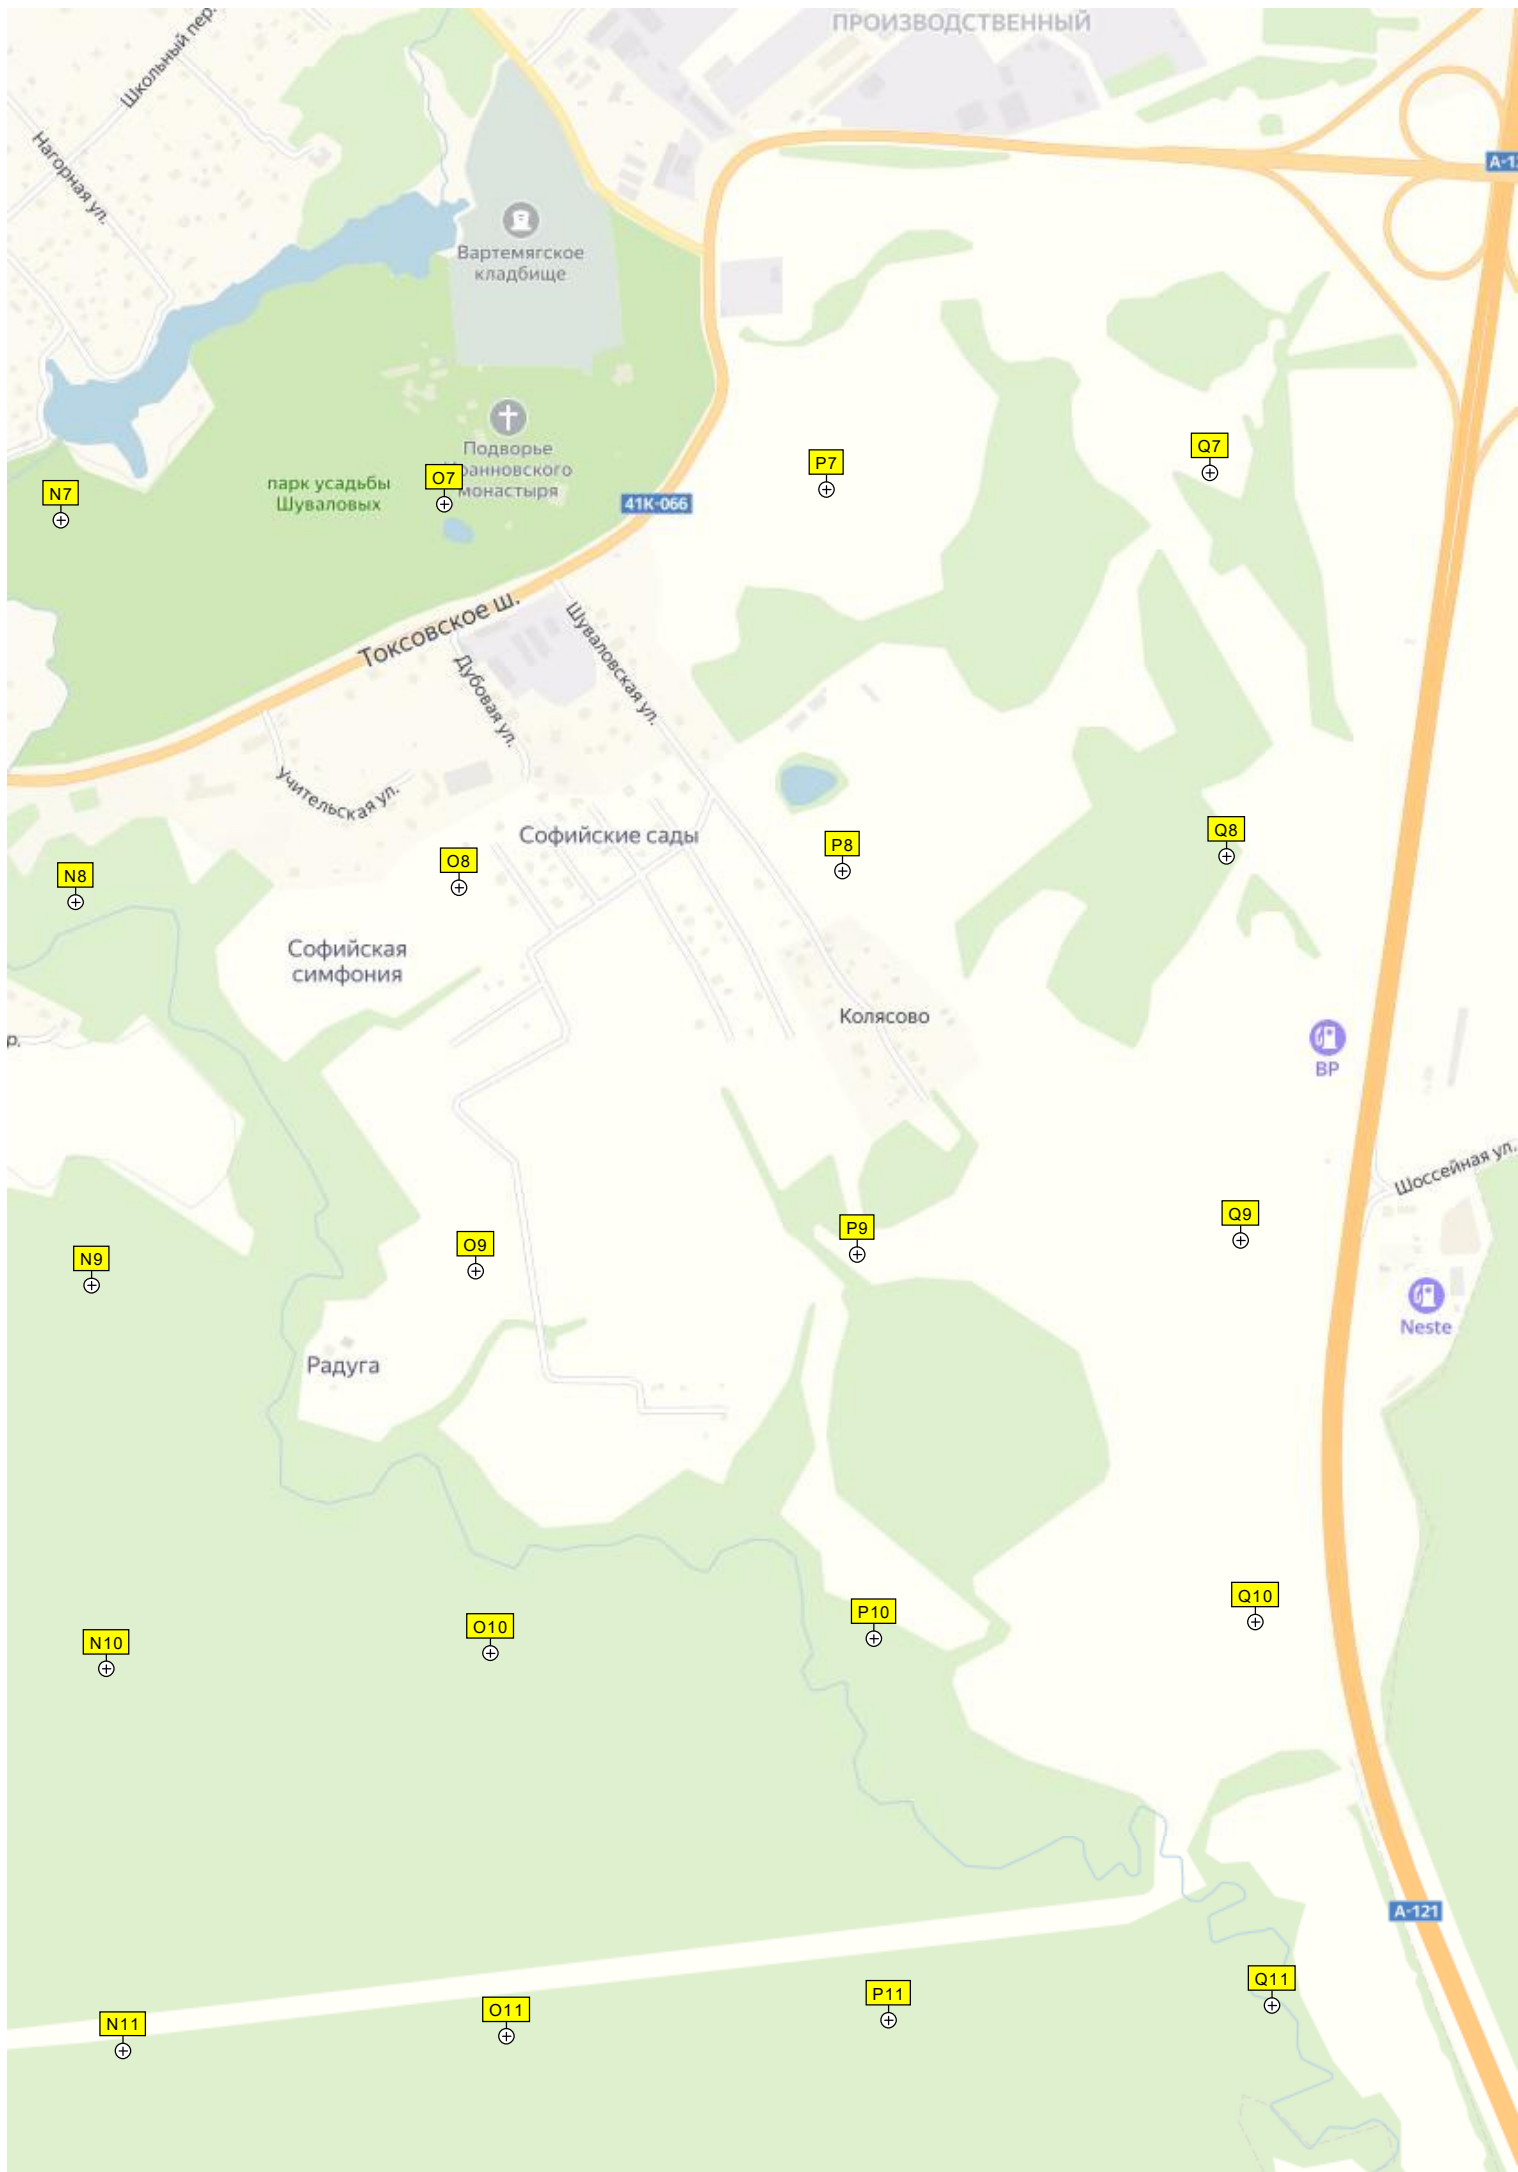 ПРОИЗВОДСТВЕННЫЙ
Школьный пер.
Нагорная ул.
Вартемягское
кладбище
Подворье
монастыря
парк усадьбы
Шуваловых
41К-066
N7
O7
P7
Q7
Токсовское ш.
Дубовая ул.
Шуваловская ул.
Учительская ул.
Софийские сады
N8
O8
P8
Q8
Софийская
симфония
Колясово
р.
BP
Шоссейная ул.
N9
O9
P9
Q9
Neste
Радуга
N10
O10
P10
Q10
А-121
N11
O11
P11
Q11